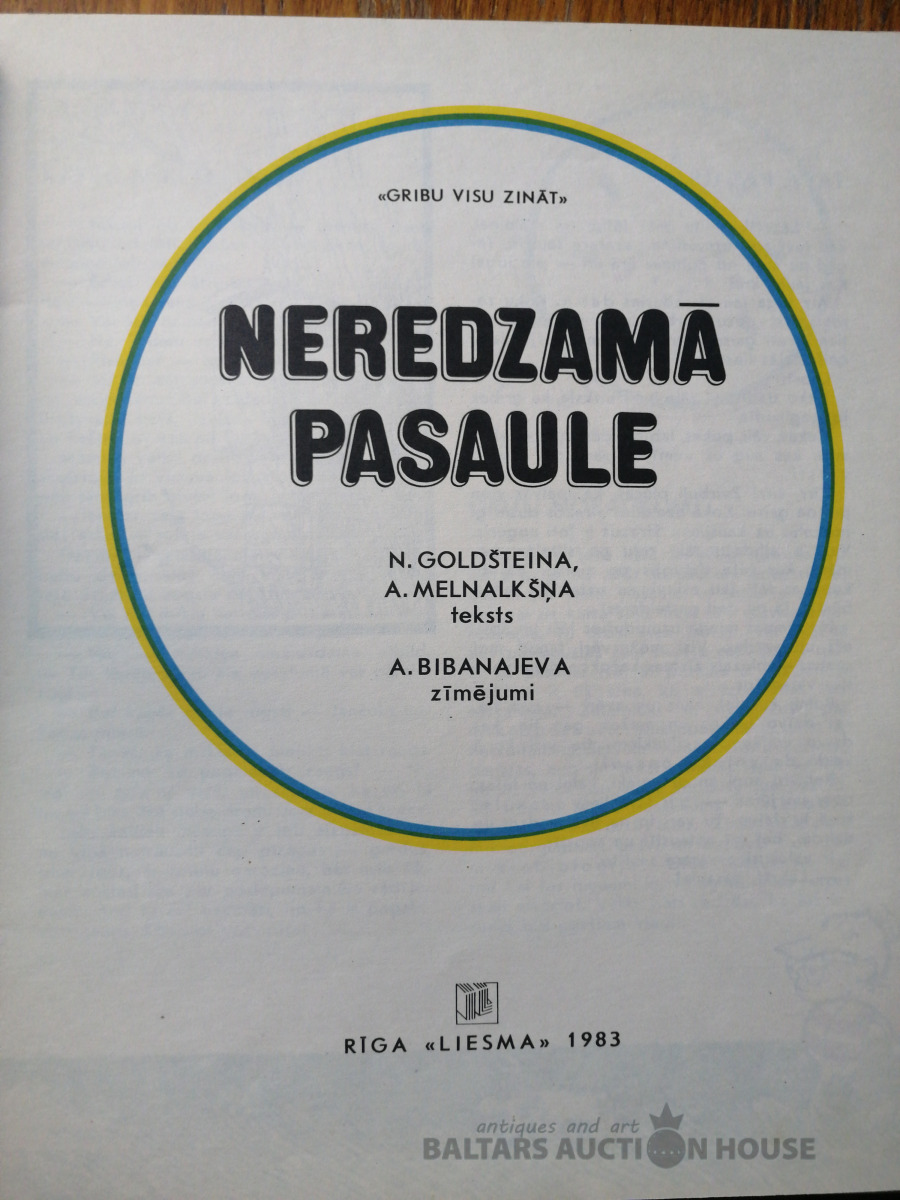 «GRIBU VISU ZINĀT»
NEREDZAMĀ
PASAULE
N. GOLDŠTEINA,
A. MELNALKŠŅA
teksts
A. BIBANAJEVA
zīmējumi
RĪGA «LIESMA» 1983
antiques and art
BALTARS AUCTION HOUSE